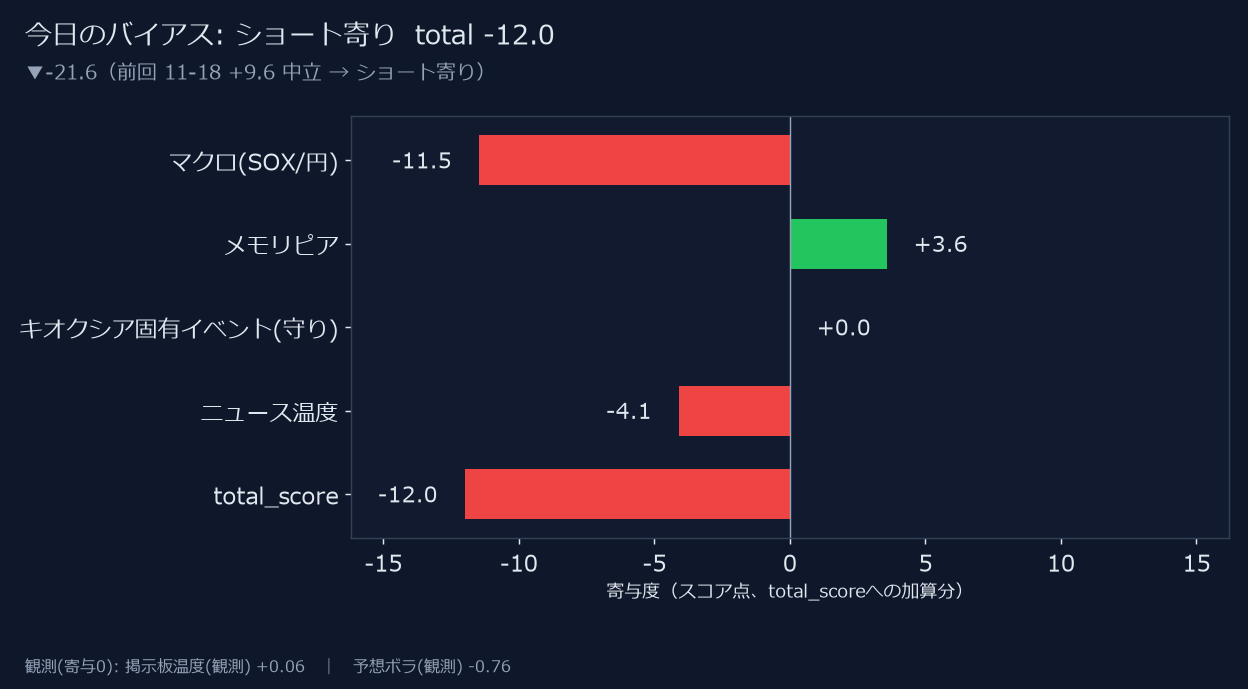 今日のバイアス: ショート寄り total -12.0
▼-21.6（前回 11-18 +9.6 中立 → ショート寄り）
マクロ(SOX/円)
-11.5
メモリピア
+3.6
キオクシア固有イベント(守り)
+0.0
ニュース温度
-4.1
total_score
-12.0
-15 -10 -5 0 5 10 15
寄与度（スコア点、total_scoreへの加算分）
観測(寄与0): 掲示板温度(観測) +0.06 ｜ 予想ボラ(観測) -0.76